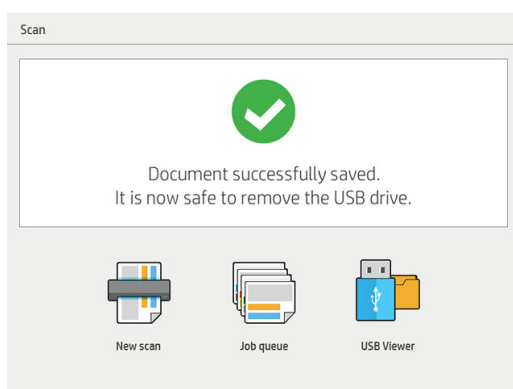 Scan
Document successfully saved.
It is now safe to remove the USB drive.
New scan
Job queue
USB Viewer